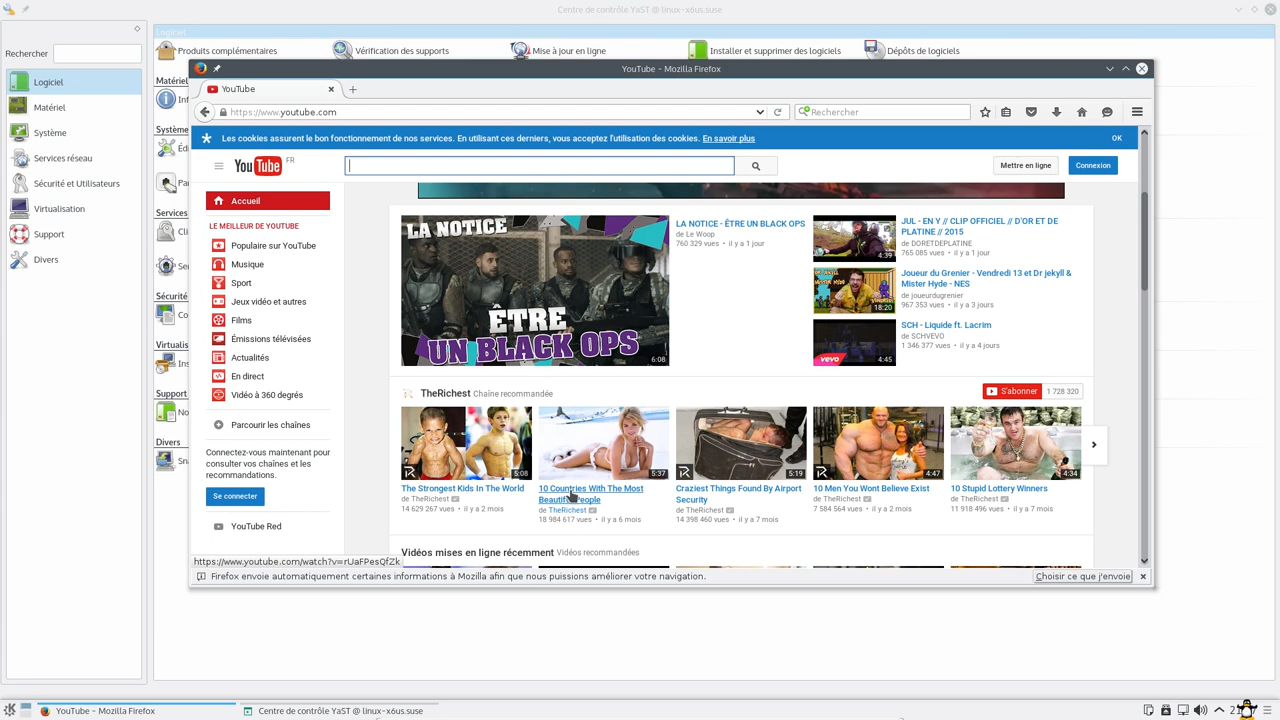 Centre de contrôle YaST @ linux-x6us.suse
Logiciel
Rechercher
Logiciel
Matériel
Système
Services réseau
Sécurité et Utilisateurs
Virtualisation
Support
Divers
Produits complémentaires
Vérification des supports
Mise à jour en ligne
Installer et supprimer des logiciels
Dépôts de logiciels
Système
Services
Sécurité
Virtualis
Support
Divers
YouTube - Mozilla Firefox
YouTube
https://www.youtube.com
Rechercher
Les cookies assurent le bon fonctionnement de nos services. En utilisant ces derniers, vous acceptez l'utilisation des cookies. En savoir plus
OK
YouTube FR
Mettre en ligne
Connexion
Accueil
LE MEILLEUR DE YOUTUBE
Populaire sur YouTube
Musique
Sport
Jeux vidéo et autres
Films
Émissions télévisées
Actualités
En direct
Vidéo à 360 degrés
Parcourir les chaînes
Connectez-vous maintenant pour
consulter vos chaînes et les
recommandations.
Se connecter
YouTube Red
LA NOTICE
ÊTRE
UN BLACK OPS
6:08
LA NOTICE - ÊTRE UN BLACK OPS
de Le Woop
760 329 vues • il y a 1 jour
4:39
JUL - EN Y // CLIP OFFICIEL // D'OR ET DE
PLATINE // 2015
de DORETDEPLATINE
765 085 vues • il y a 1 jour
18:20
Joueur du Grenier - Vendredi 13 et Dr jekyll &
Mister Hyde - NES
de joueurdugrenier
967 353 vues • il y a 3 jours
vevo
4:45
SCH - Liquide ft. Lacrim
de SCHVEVO
1 346 377 vues • il y a 4 jours
TheRichest Chaîne recommandée
S'abonner
1 728 320
5:08
The Strongest Kids In The World
de TheRichest
14 629 267 vues • il y a 2 mois
5:37
10 Countries With The Most
Beautiful People
de TheRichest
18 984 617 vues • il y a 6 mois
5:19
Craziest Things Found By Airport
Security
de TheRichest
14 398 460 vues • il y a 7 mois
4:47
10 Men You Wont Believe Exist
de TheRichest
7 584 564 vues • il y a 2 mois
4:34
10 Stupid Lottery Winners
de TheRichest
11 918 496 vues • il y a 7 mois
Vidéos mises en ligne récemment Vidéos recommandées
https://www.youtube.com/watch?v=rUaFPesQfZk
Firefox envoie automatiquement certaines informations à Mozilla afin que nous puissions améliorer votre navigation.
Choisir ce que j'envoie
YouTube - Mozilla Firefox
Centre de contrôle YaST @ linux-x6us.suse